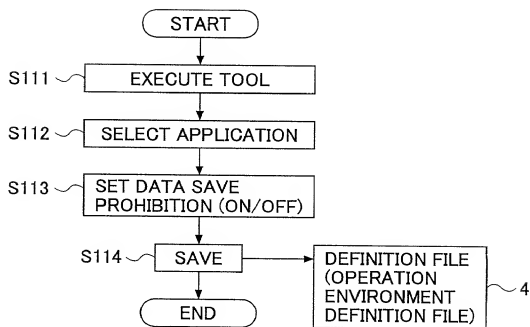 START
S111
EXECUTE TOOL
S112
SELECT APPLICATION
S113
SET DATA SAVE
PROHIBITION (ON/OFF)
S114
SAVE
DEFINITION FILE
(OPERATION
ENVIRONMENT
DEFINITION FILE)
4
END